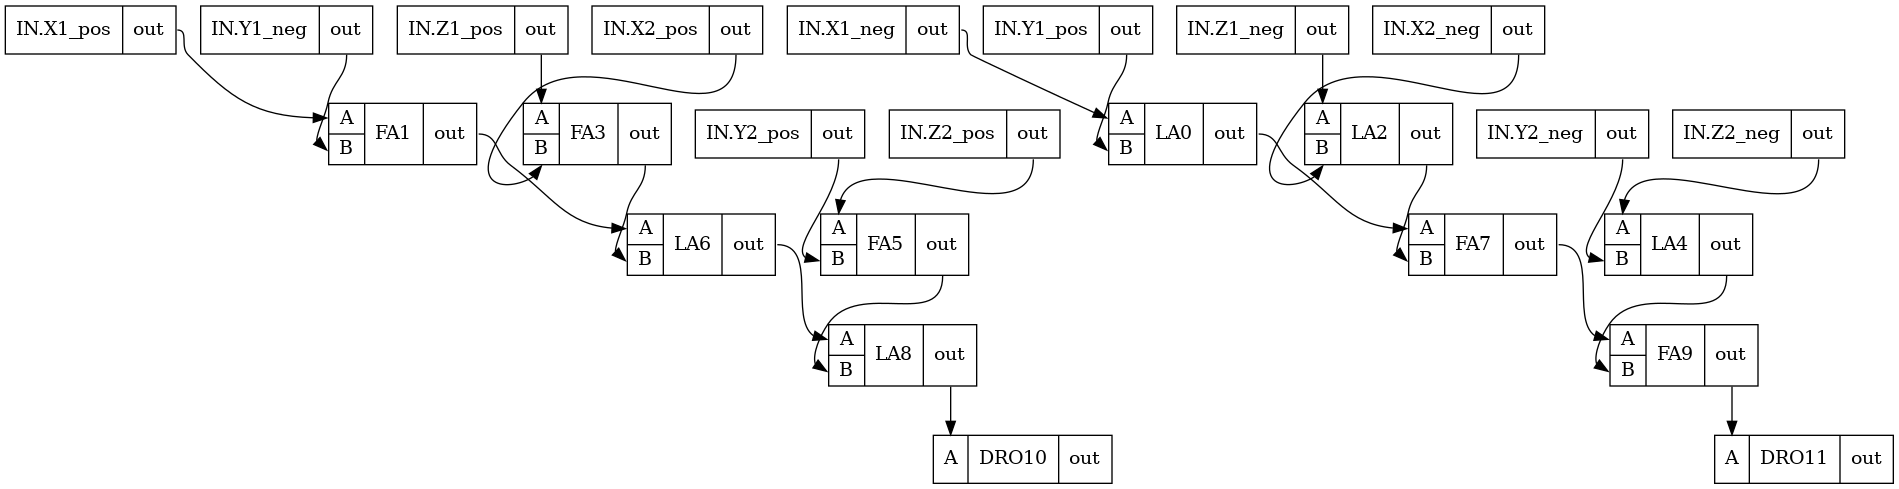 IN.X1_pos out IN.Y1_neg out IN.Z1_pos out IN.X2_pos out IN.X1_neg out IN.Y1_pos out IN.Z1_neg out IN.X2_neg out
A B FA1 out
A B FA3 out
IN.Y2_pos out
IN.Z2_pos out
A B LA0 out
A B LA2 out
IN.Y2_neg out
IN.Z2_neg out
A B LA6 out
A B FA5 out
A B FA7 out
A B LA4 out
A B LA8 out
A B FA9 out
A DRO10 out
A DRO11 out